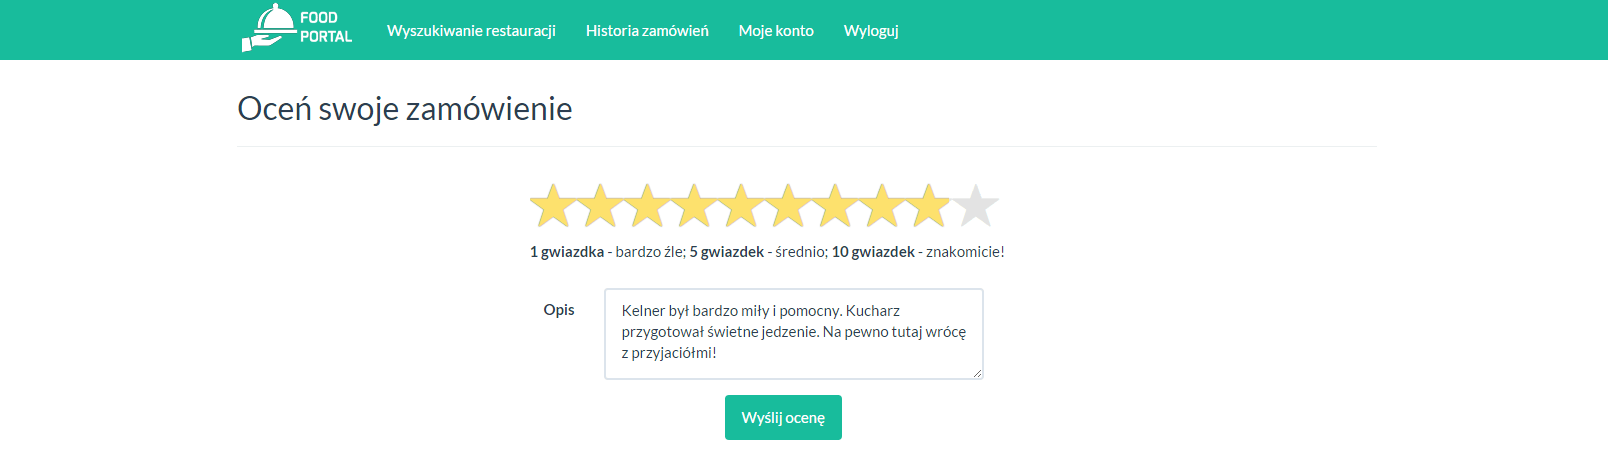 FOOD
PORTAL
Wyszukiwanie restauracji Historia zamówień Moje konto Wyloguj
Oceń swoje zamówienie
1 gwiazdka - bardzo źle; 5 gwiazdek - średnio; 10 gwiazdek - znakomicie!
Opis
Kelner był bardzo miły i pomocny. Kucharz
przygotował świetne jedzenie. Na pewno tutaj wrócę
z przyjaciółmi!
Wyślij ocenę